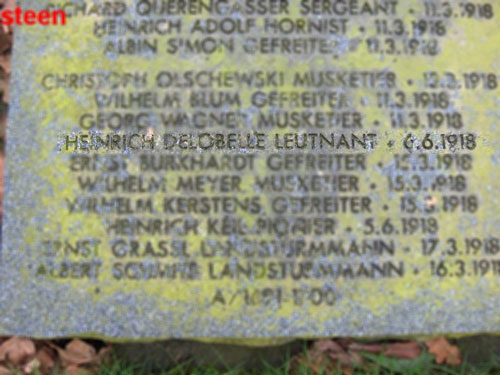 steen
RICHARD QUERENGASSER SERGEANT • 11.3.1918
HEINRICH ADOLF HORNIST • 11.3.1918
ALBIN SIMON GEFREITER • 11.3.1918
CHRISTOPH OLSCHEWSKI MUSKETIER • 12.3.1918
WILHELM BLUM GEFREITER • 11.3.1918
GEORG WAGNER MUSKETIER • 11.3.1918
HEINRICH DELOBELLE LEUTNANT • 6.6.1918
ERNST BURKHARDT GEFREITER • 15.3.1918
WILHELM MEYER MUSKETIER • 15.3.1918
WILHELM KERSTENS GEFREITER • 15.3.1918
HEINRICH KEIL PIONIER • 5.6.1918
ERNST GRASSL LANDSTURMMANN • 17.3.1918
ALBERT SCHMITZ LANDSTURMMANN • 16.3.1918